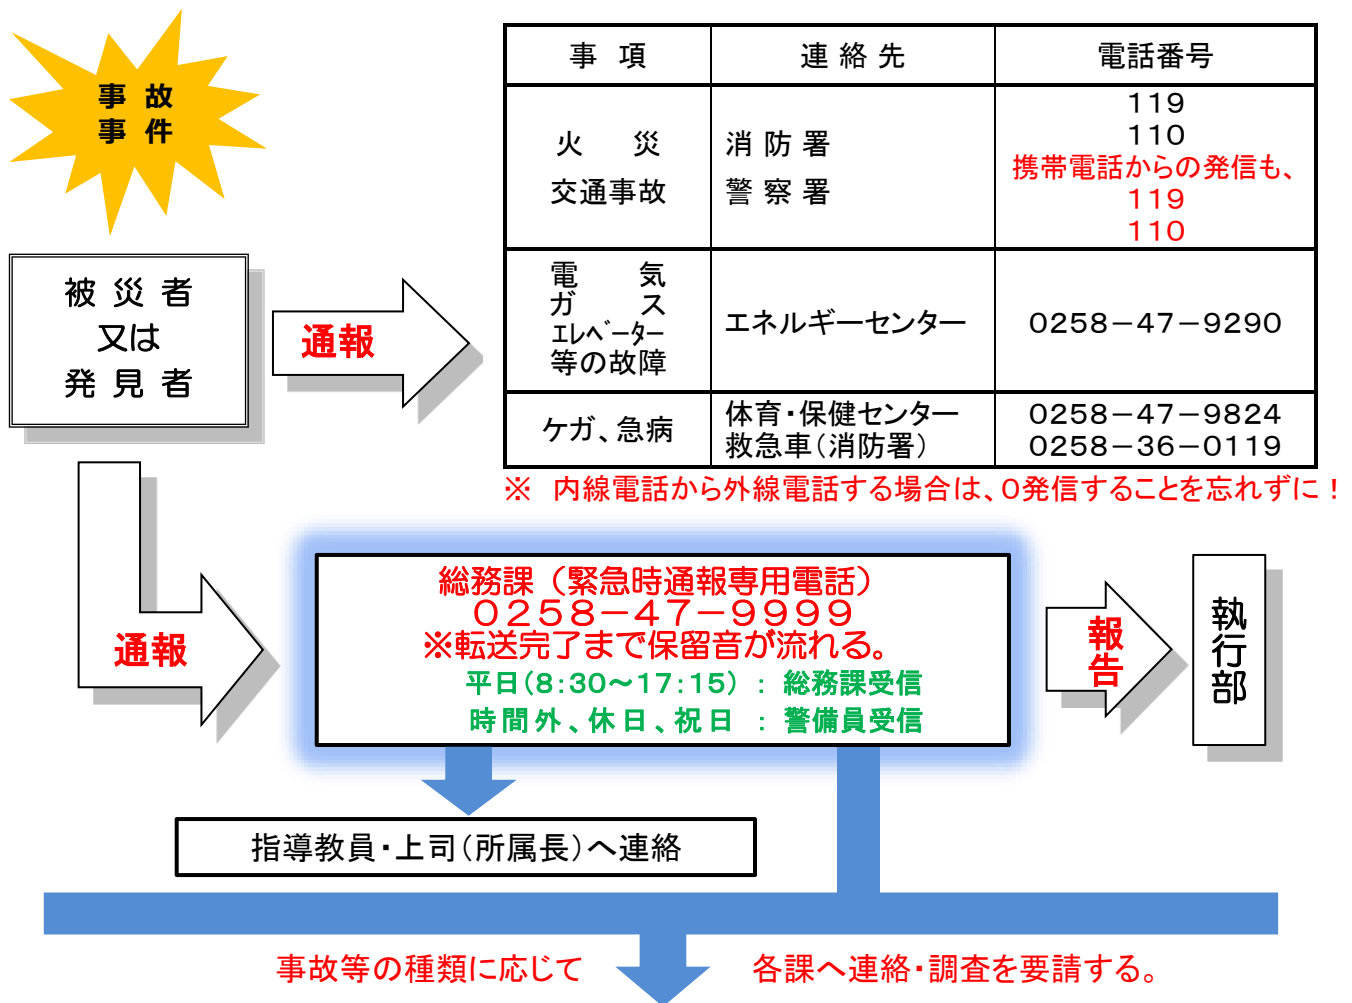 事故
事件
事項 連絡先 電話番号
火災
交通事故
消防署
警察署
119
110
携帯電話からの発信も、
119
110
電気
ガス
エレベーター
等の故障
エネルギーセンター
0258-47-9290
ケガ、急病
体育・保健センター
救急車(消防署)
0258-47-9824
0258-36-0119
※ 内線電話から外線電話する場合は、0発信することを忘れずに!
被災者
又は
発見者
通報
通報
総務課(緊急時通報専用電話)
0258-47-9999
※転送完了まで保留音が流れる。
平日(8:30~17:15) : 総務課受信
時間外、休日、祝日 : 警備員受信
報告
執行部
指導教員・上司(所属長)へ連絡
事故等の種類に応じて 各課へ連絡・調査を要請する。